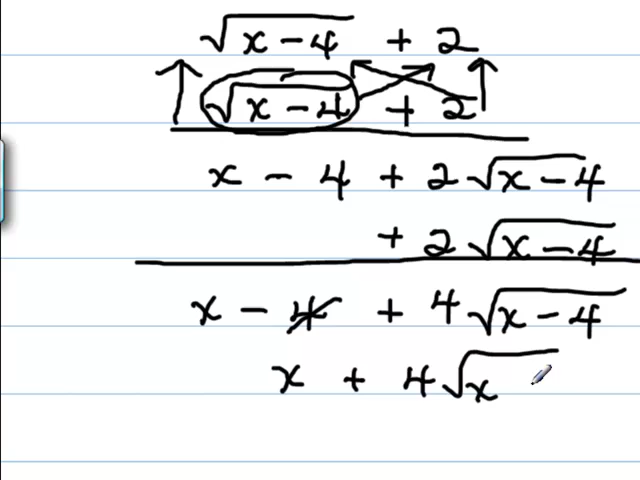 √(x − 4) + 2
√(x − 4) + 2
x − 4 + 2√(x − 4)
+ 2√(x − 4)
x − 4 + 4√(x − 4)
x + 4√x